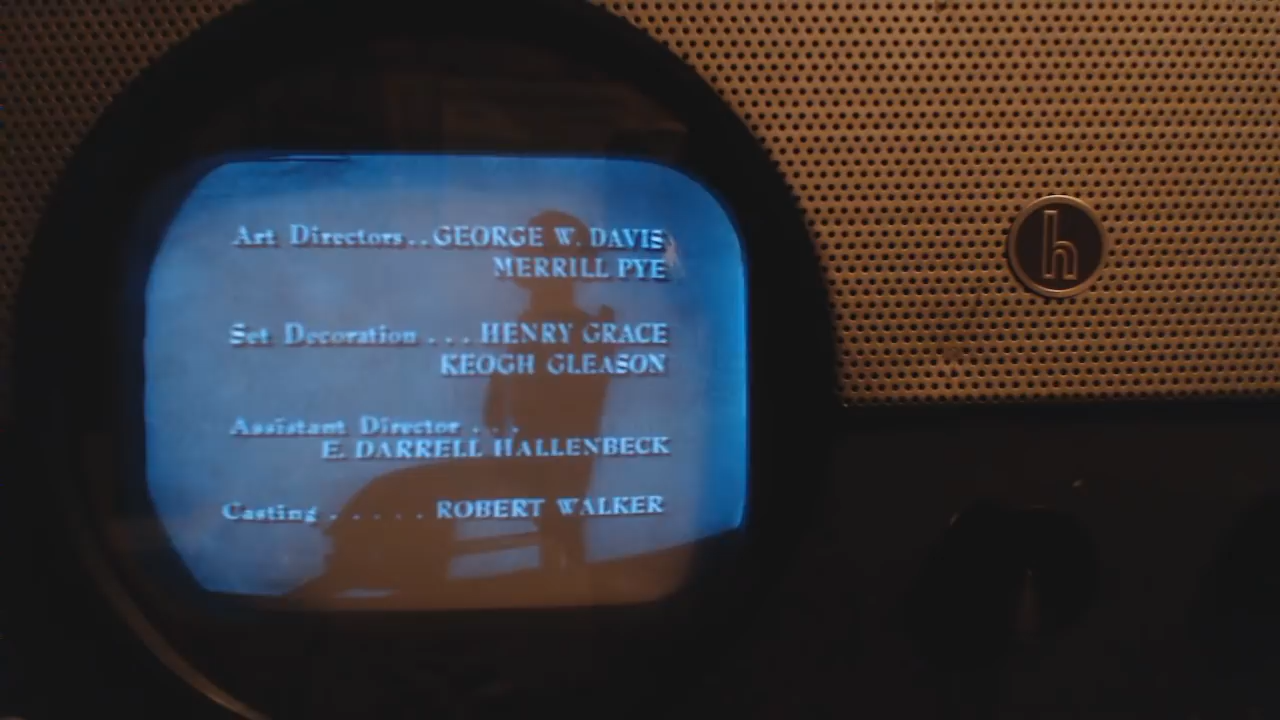 Art Directors..GEORGE W. DAVIS
MERRILL PYE
Set Decoration ...HENRY GRACE
KEOGH GLEASON
Assistant Director ...
E. DARRELL HALLENBECK
Casting ......ROBERT WALKER
h